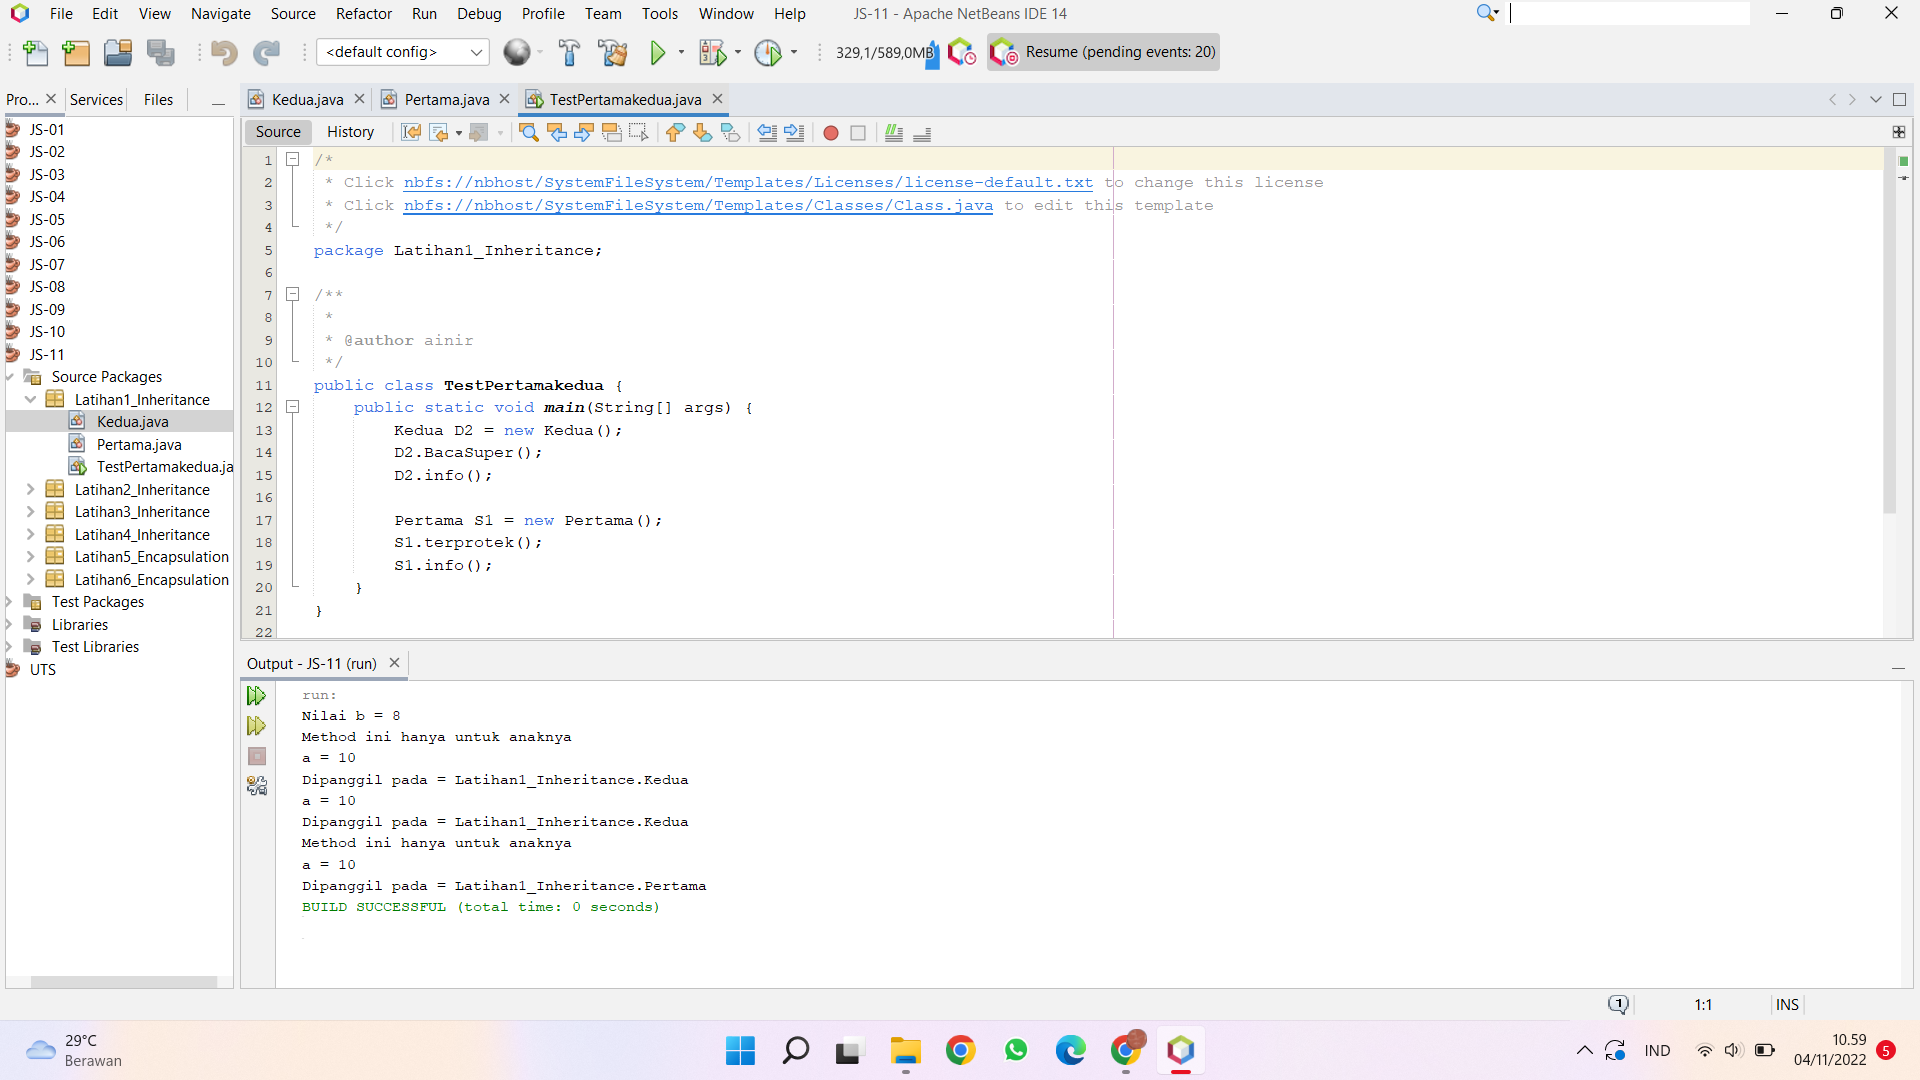 File Edit View Navigate Source Refactor Run Debug Profile Team Tools Window Help JS-11 - Apache NetBeans IDE 14
<default config> 329,1/589,0MB Resume (pending events: 20)
Pro... Services Files
Kedua.java Pertama.java TestPertamakedua.java
Source History
JS-01
JS-02
JS-03
JS-04
JS-05
JS-06
JS-07
JS-08
JS-09
JS-10
JS-11
Source Packages
Latihan1_Inheritance
Kedua.java
Pertama.java
TestPertamakedua.ja
Latihan2_Inheritance
Latihan3_Inheritance
Latihan4_Inheritance
Latihan5_Encapsulation
Latihan6_Encapsulation
Test Packages
Libraries
Test Libraries
UTS
1 /*
2 * Click nbfs://nbhost/SystemFileSystem/Templates/Licenses/license-default.txt to change this license
3 * Click nbfs://nbhost/SystemFileSystem/Templates/Classes/Class.java to edit this template
4 */
5 package Latihan1_Inheritance;
6
7 /**
8 *
9 * @author ainir
10 */
11 public class TestPertamakedua {
12 public static void main(String[] args) {
13 Kedua D2 = new Kedua();
14 D2.BacaSuper();
15 D2.info();
16
17 Pertama S1 = new Pertama();
18 S1.terprotek();
19 S1.info();
20 }
21 }
22
Output - JS-11 (run)
run:
Nilai b = 8
Method ini hanya untuk anaknya
a = 10
Dipanggil pada = Latihan1_Inheritance.Kedua
a = 10
Dipanggil pada = Latihan1_Inheritance.Kedua
Method ini hanya untuk anaknya
a = 10
Dipanggil pada = Latihan1_Inheritance.Pertama
BUILD SUCCESSFUL (total time: 0 seconds)
1 1:1 INS
29°C
Berawan
IND
10.59
04/11/2022
5